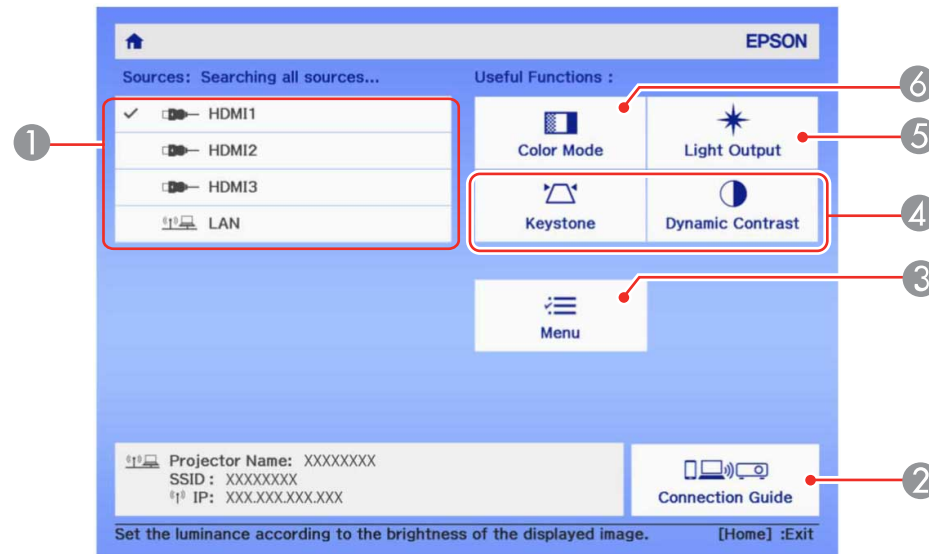 EPSON
Sources: Searching all sources...
Useful Functions :
HDMI1
HDMI2
HDMI3
LAN
Color Mode
Light Output
Keystone
Dynamic Contrast
Menu
Projector Name: XXXXXXXX
SSID : XXXXXXXX
IP: XXX.XXX.XXX.XXX
Connection Guide
Set the luminance according to the brightness of the displayed image.
[Home] :Exit
1
6
5
4
3
2